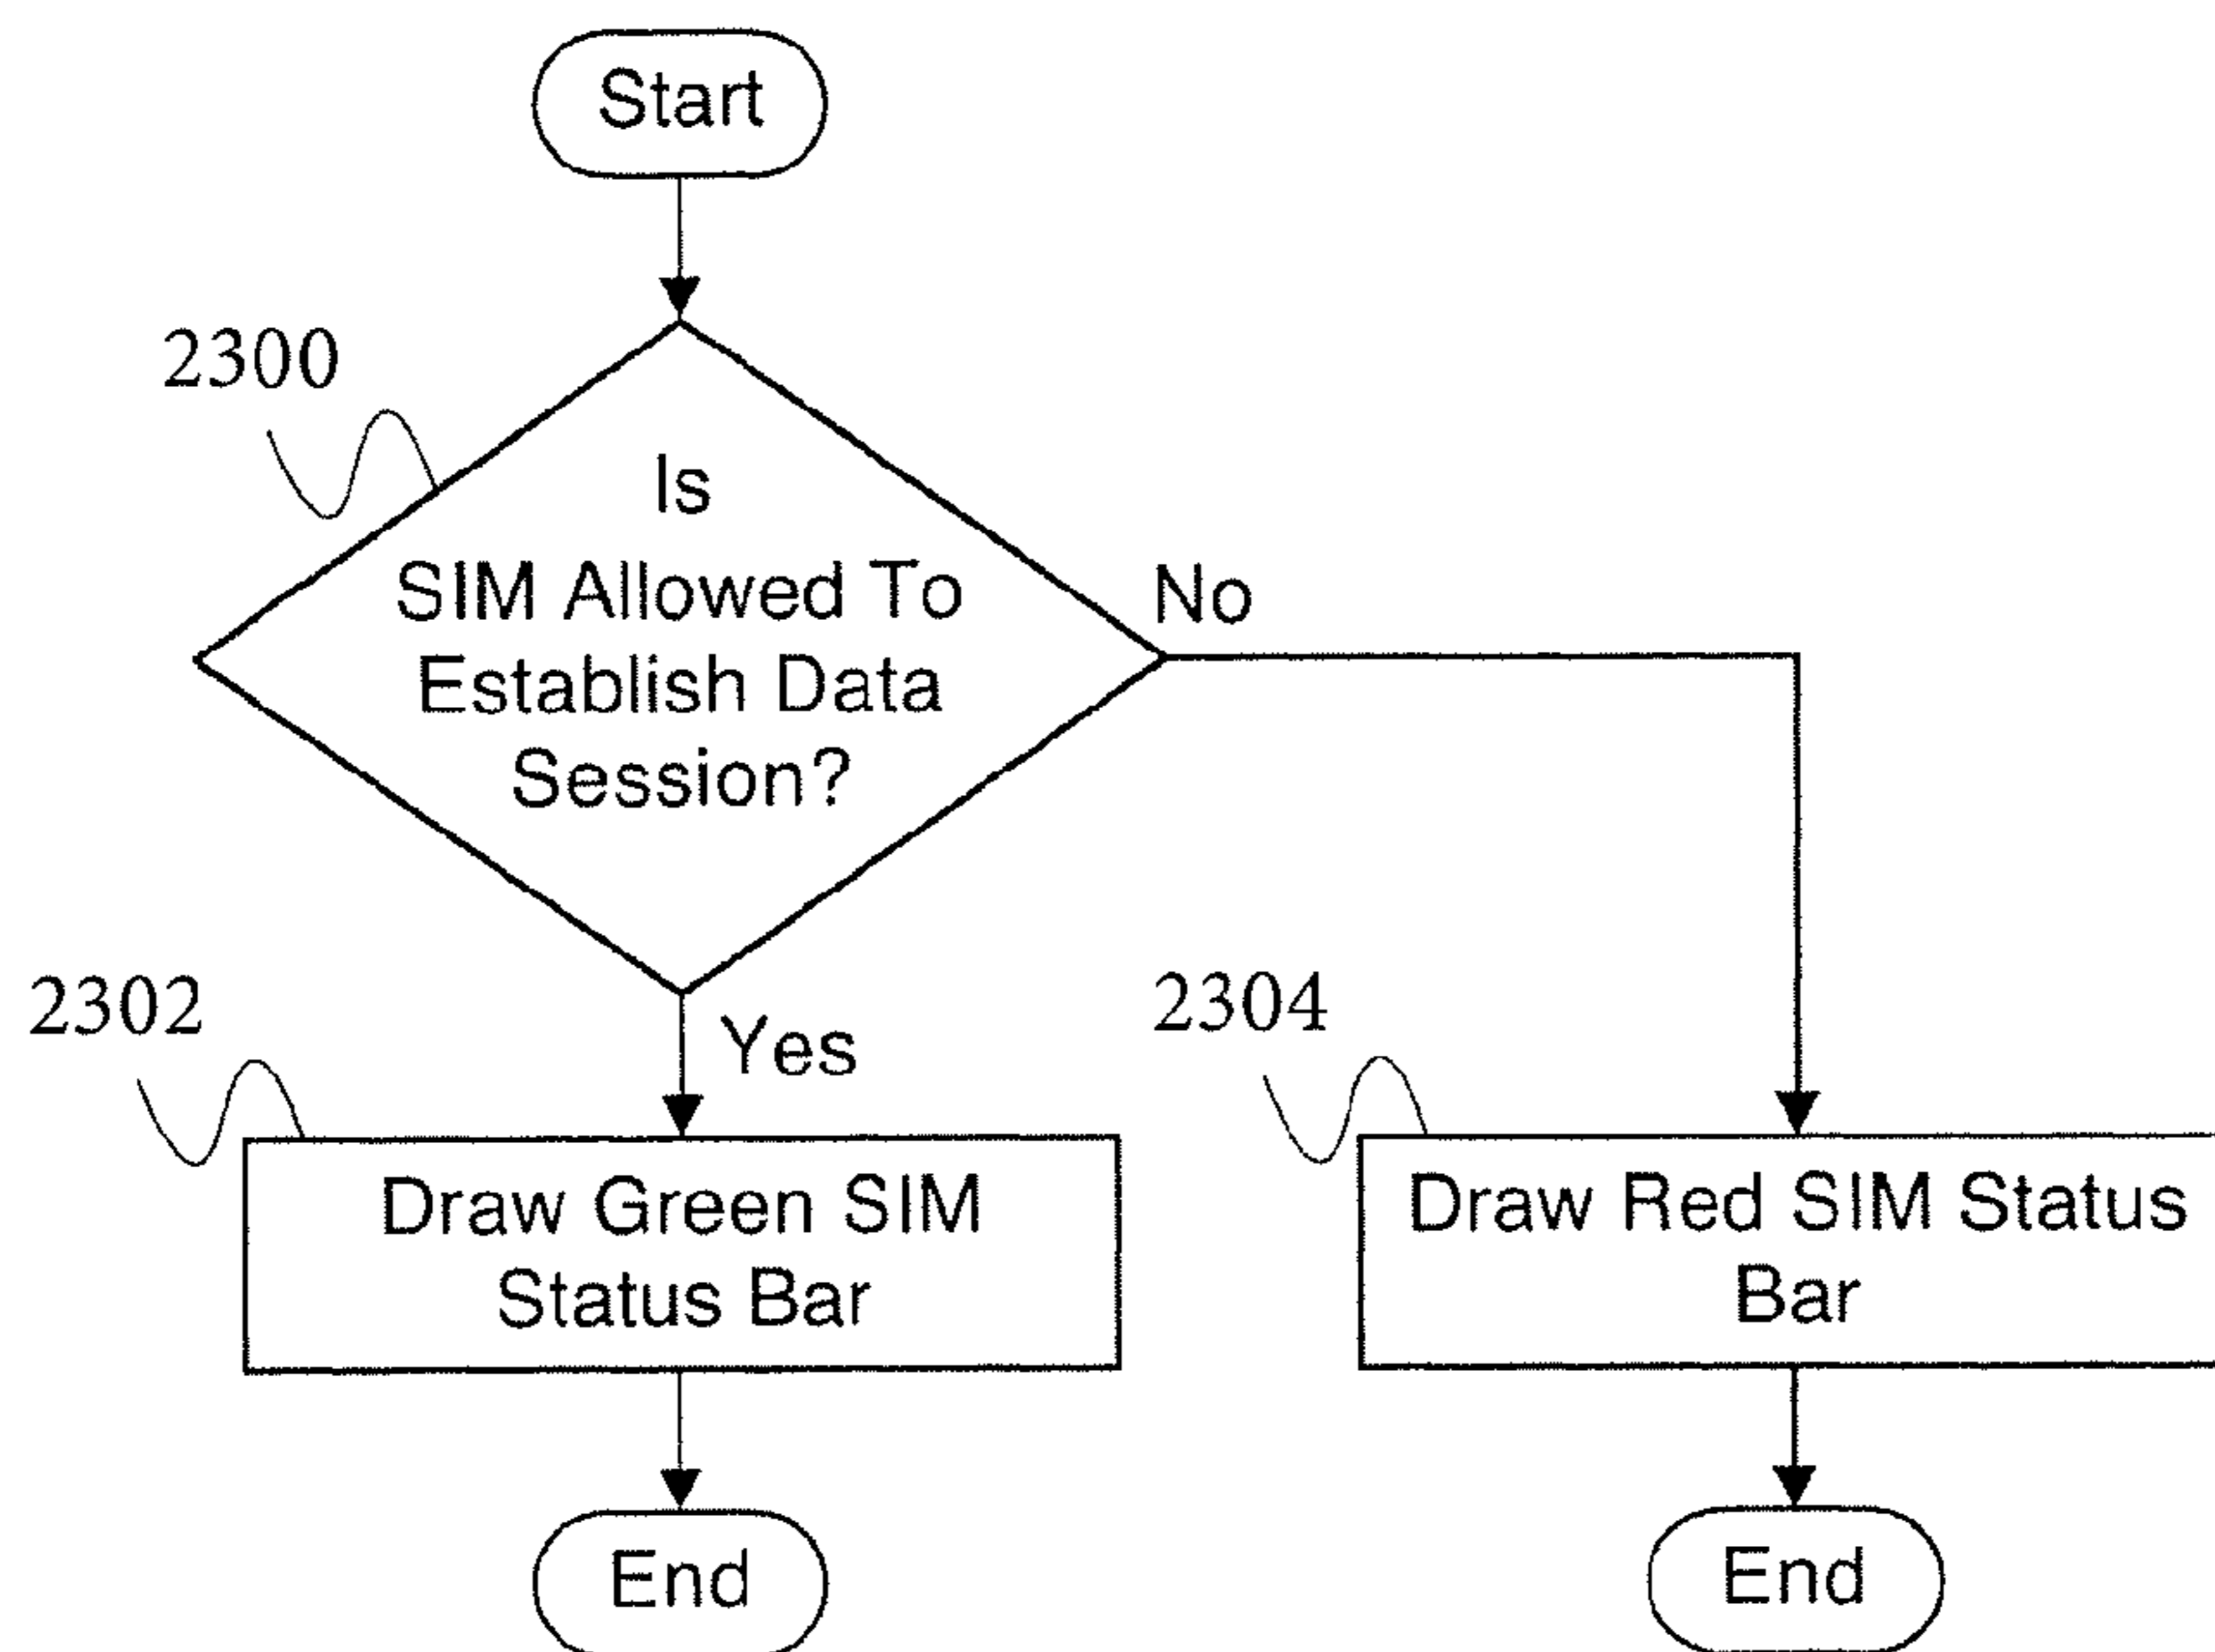 Start
2300
Is
SIM Allowed To
Establish Data
Session?
No
Yes
2302
Draw Green SIM
Status Bar
2304
Draw Red SIM Status
Bar
End
End